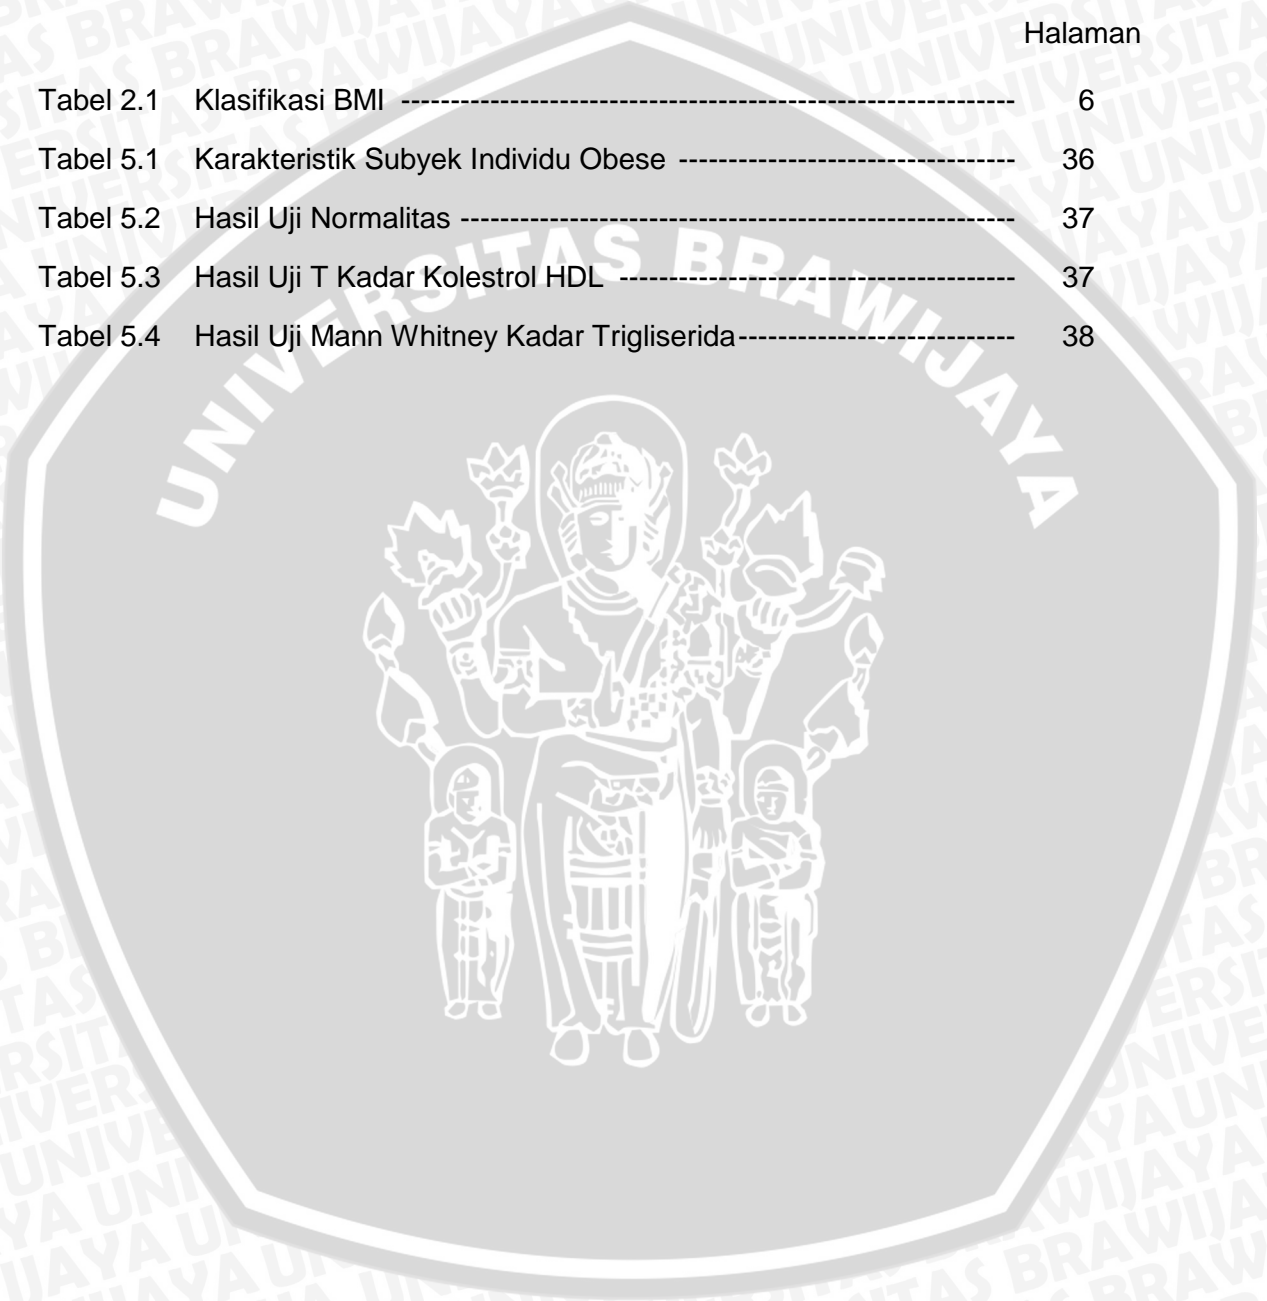 Halaman
Tabel 2.1 Klasifikasi BMI -------------------------------------------------------------- 6
Tabel 5.1 Karakteristik Subyek Individu Obese ---------------------------------- 36
Tabel 5.2 Hasil Uji Normalitas -------------------------------------------------------- 37
Tabel 5.3 Hasil Uji T Kadar Kolestrol HDL ---------------------------------------- 37
Tabel 5.4 Hasil Uji Mann Whitney Kadar Trigliserida---------------------------- 38
UNIVERSITAS BRAWIJAYA